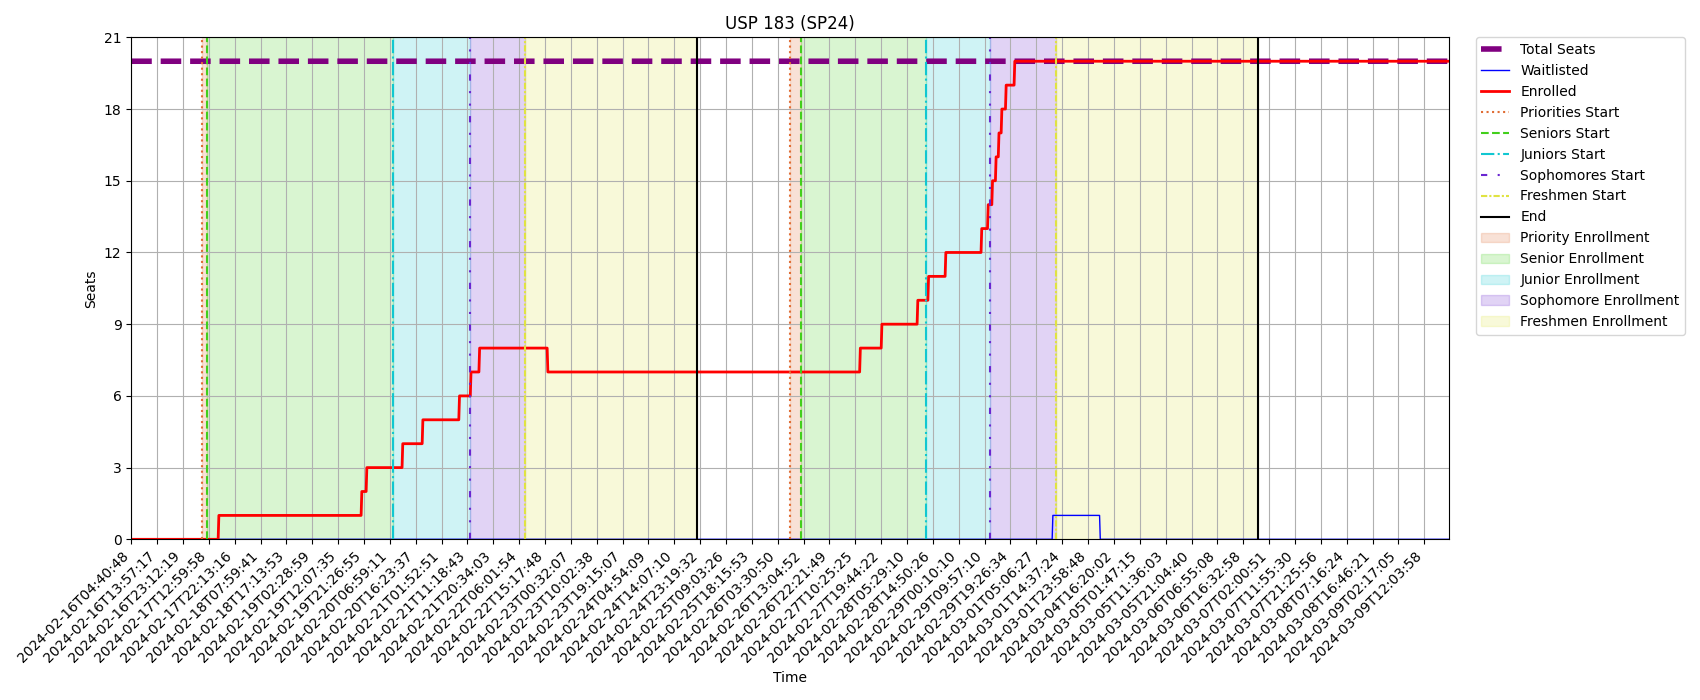 USP 183 (SP24)
21
18
15
12
9
6
3
0
Seats
2024-02-16T04:40:48
2024-02-16T13:57:17
2024-02-16T23:12:19
2024-02-17T12:59:58
2024-02-17T22:13:16
2024-02-18T07:59:41
2024-02-18T17:13:53
2024-02-19T02:28:59
2024-02-19T12:07:35
2024-02-19T21:26:55
2024-02-20T06:59:11
2024-02-20T16:23:37
2024-02-21T01:52:51
2024-02-21T11:18:43
2024-02-21T20:34:03
2024-02-22T06:01:54
2024-02-22T15:17:48
2024-02-23T00:32:07
2024-02-23T10:02:38
2024-02-23T19:15:07
2024-02-24T04:54:09
2024-02-24T14:07:10
2024-02-24T23:19:32
2024-02-25T09:03:26
2024-02-25T18:15:53
2024-02-26T03:30:50
2024-02-26T13:04:52
2024-02-26T22:21:49
2024-02-27T10:25:25
2024-02-27T19:44:22
2024-02-28T05:29:10
2024-02-28T14:50:26
2024-02-29T00:10:10
2024-02-29T09:57:10
2024-02-29T19:26:34
2024-03-01T05:06:27
2024-03-01T14:37:24
2024-03-01T23:58:48
2024-03-04T16:20:02
2024-03-05T01:47:15
2024-03-05T11:36:03
2024-03-05T21:04:40
2024-03-06T06:55:08
2024-03-06T16:32:58
2024-03-07T02:00:51
2024-03-07T11:55:30
2024-03-07T21:25:56
2024-03-08T07:16:24
2024-03-08T16:46:21
2024-03-09T02:17:05
2024-03-09T12:03:58
Time
Total Seats
Waitlisted
Enrolled
Priorities Start
Seniors Start
Juniors Start
Sophomores Start
Freshmen Start
End
Priority Enrollment
Senior Enrollment
Junior Enrollment
Sophomore Enrollment
Freshmen Enrollment